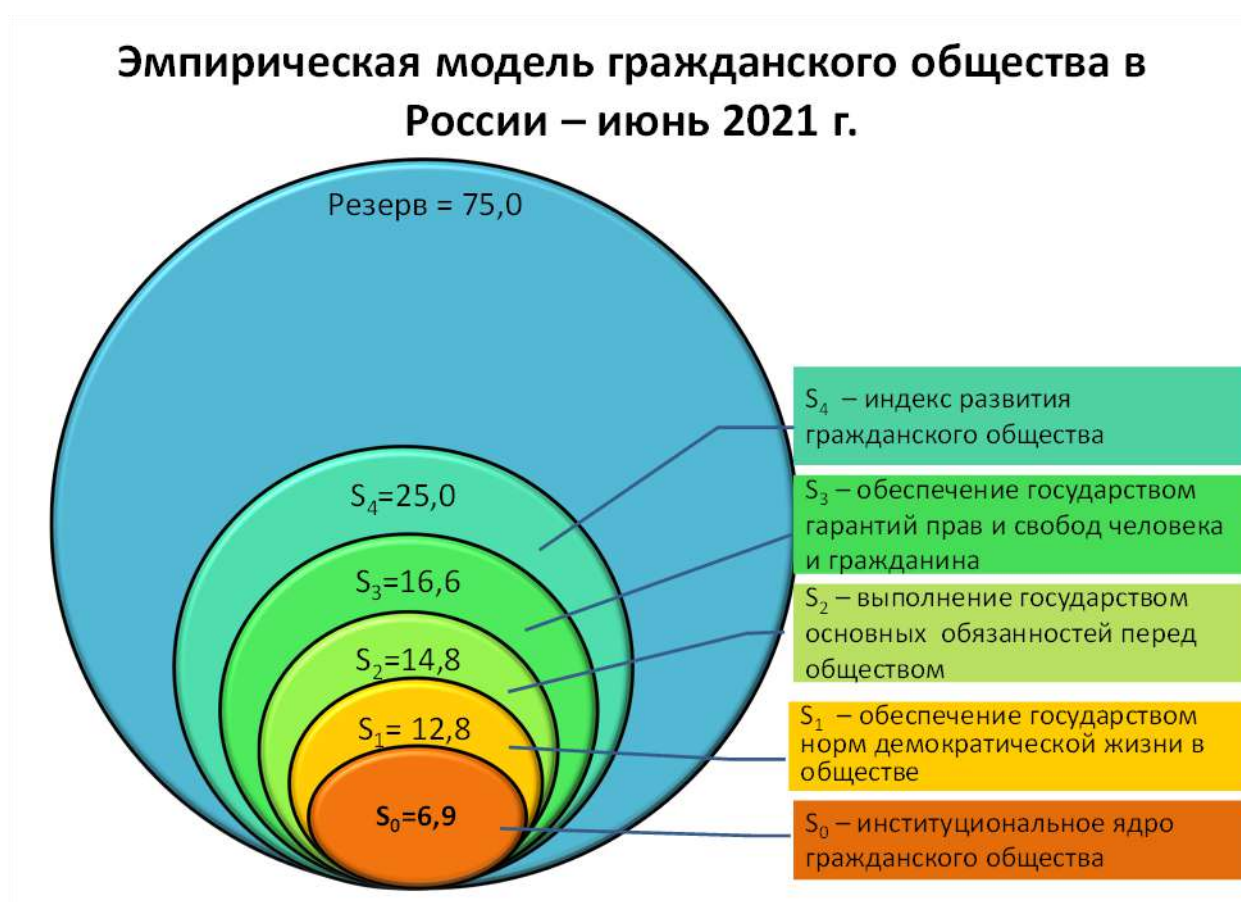 Эмпирическая модель гражданского общества в
России – июнь 2021 г.
Резерв = 75,0
S₄=25,0
S₃=16,6
S₂=14,8
S₁= 12,8
S₀=6,9
S₄ – индекс развития
гражданского общества
S₃ – обеспечение государством
гарантий прав и свобод человека
и гражданина
S₂ – выполнение государством
основных обязанностей перед
обществом
S₁ – обеспечение государством
норм демократической жизни в
обществе
S₀ – институциональное ядро
гражданского общества